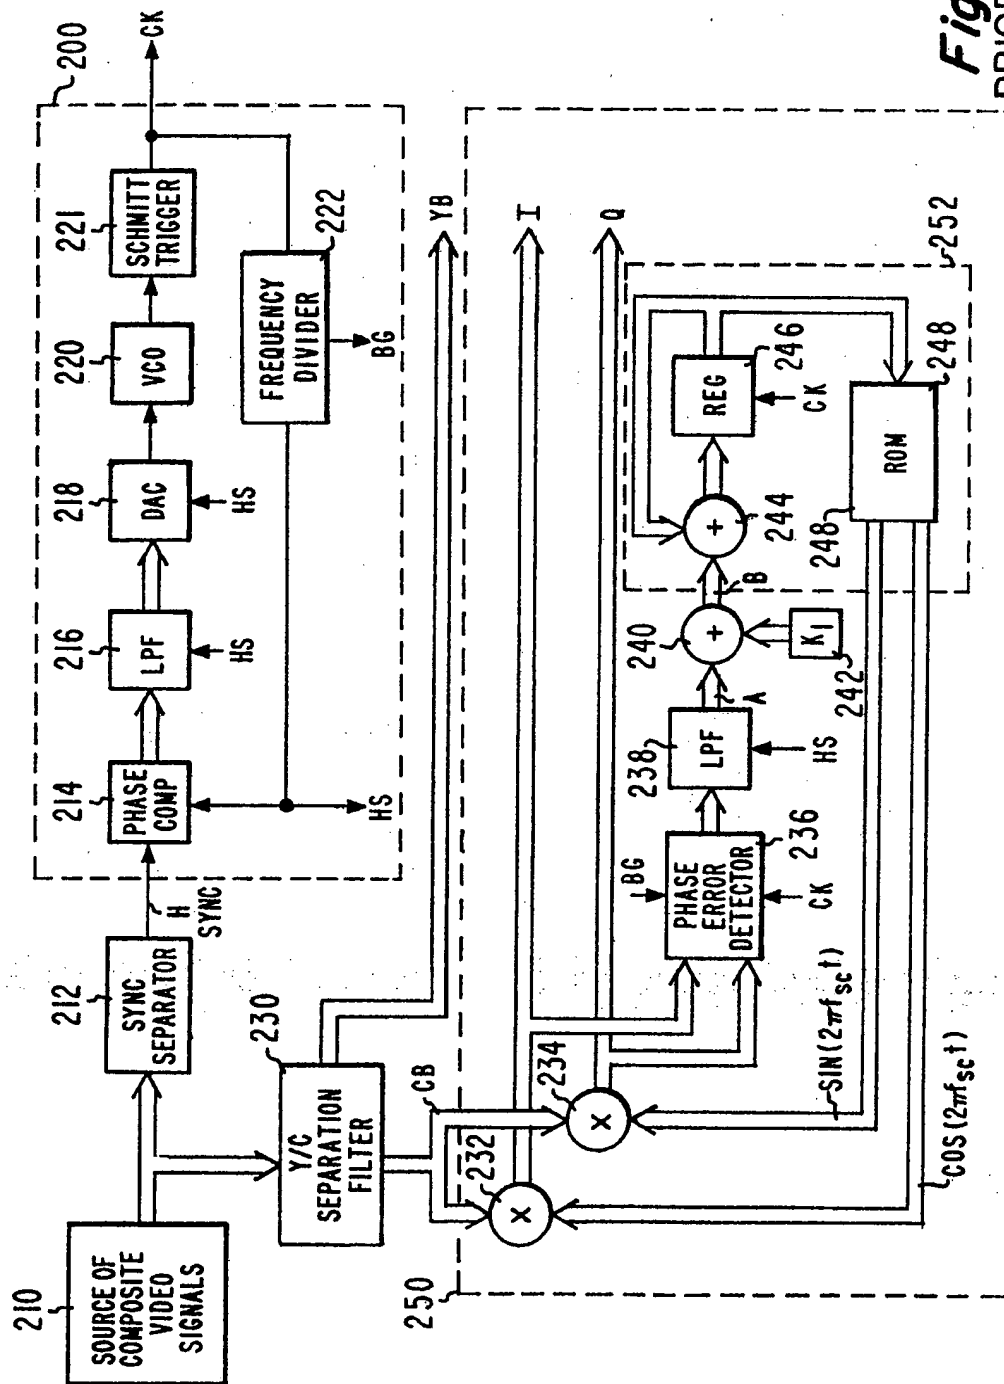 210
SOURCE OF
COMPOSITE
VIDEO
SIGNALS
212
SYNC
SEPARATOR
H
SYNC
214
PHASE
COMP
216
LPF
HS
218
DAC
HS
220
VCO
221
SCHMITT
TRIGGER
CK
200
222
FREQUENCY
DIVIDER
BG
HS
230
Y/C
SEPARATION
FILTER
YB
CB
250
232
X
234
X
I
Q
BG
PHASE
ERROR
DETECTOR
236
CK
238
LPF
HS
A
240
+
K1
242
B
+
244
REG
246
CK
252
248
ROM
248
SIN(2πfsct)
COS(2πfsct)
Fig